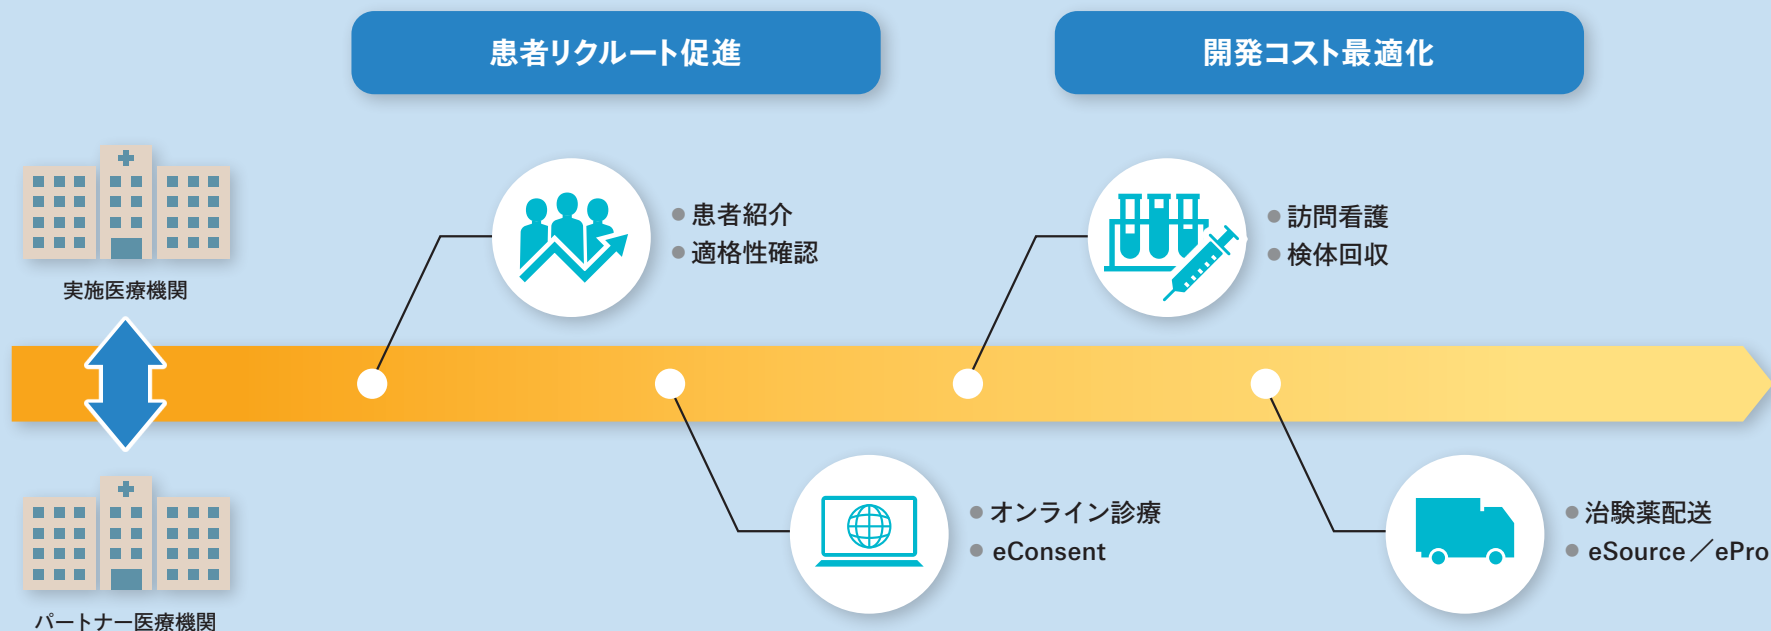 患者リクルート促進
開発コスト最適化
実施医療機関
パートナー医療機関
患者紹介
適格性確認
オンライン診療
eConsent
訪問看護
検体回収
治験薬配送
eSource／ePro